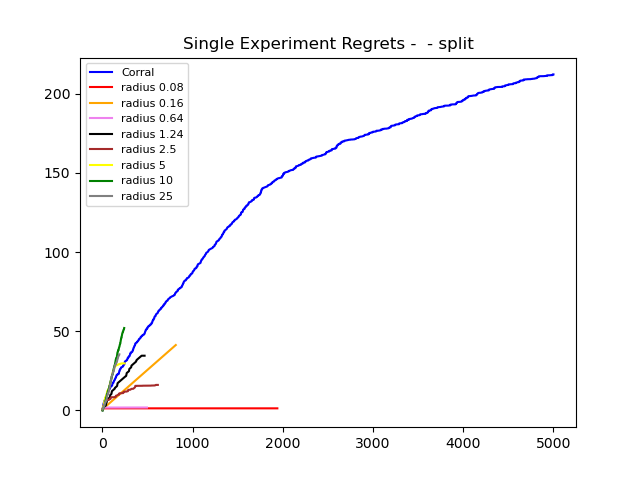 Single Experiment Regrets -  - split
Corral
radius 0.08
radius 0.16
radius 0.64
radius 1.24
radius 2.5
radius 5
radius 10
radius 25
200
150
100
50
0
0 1000 2000 3000 4000 5000